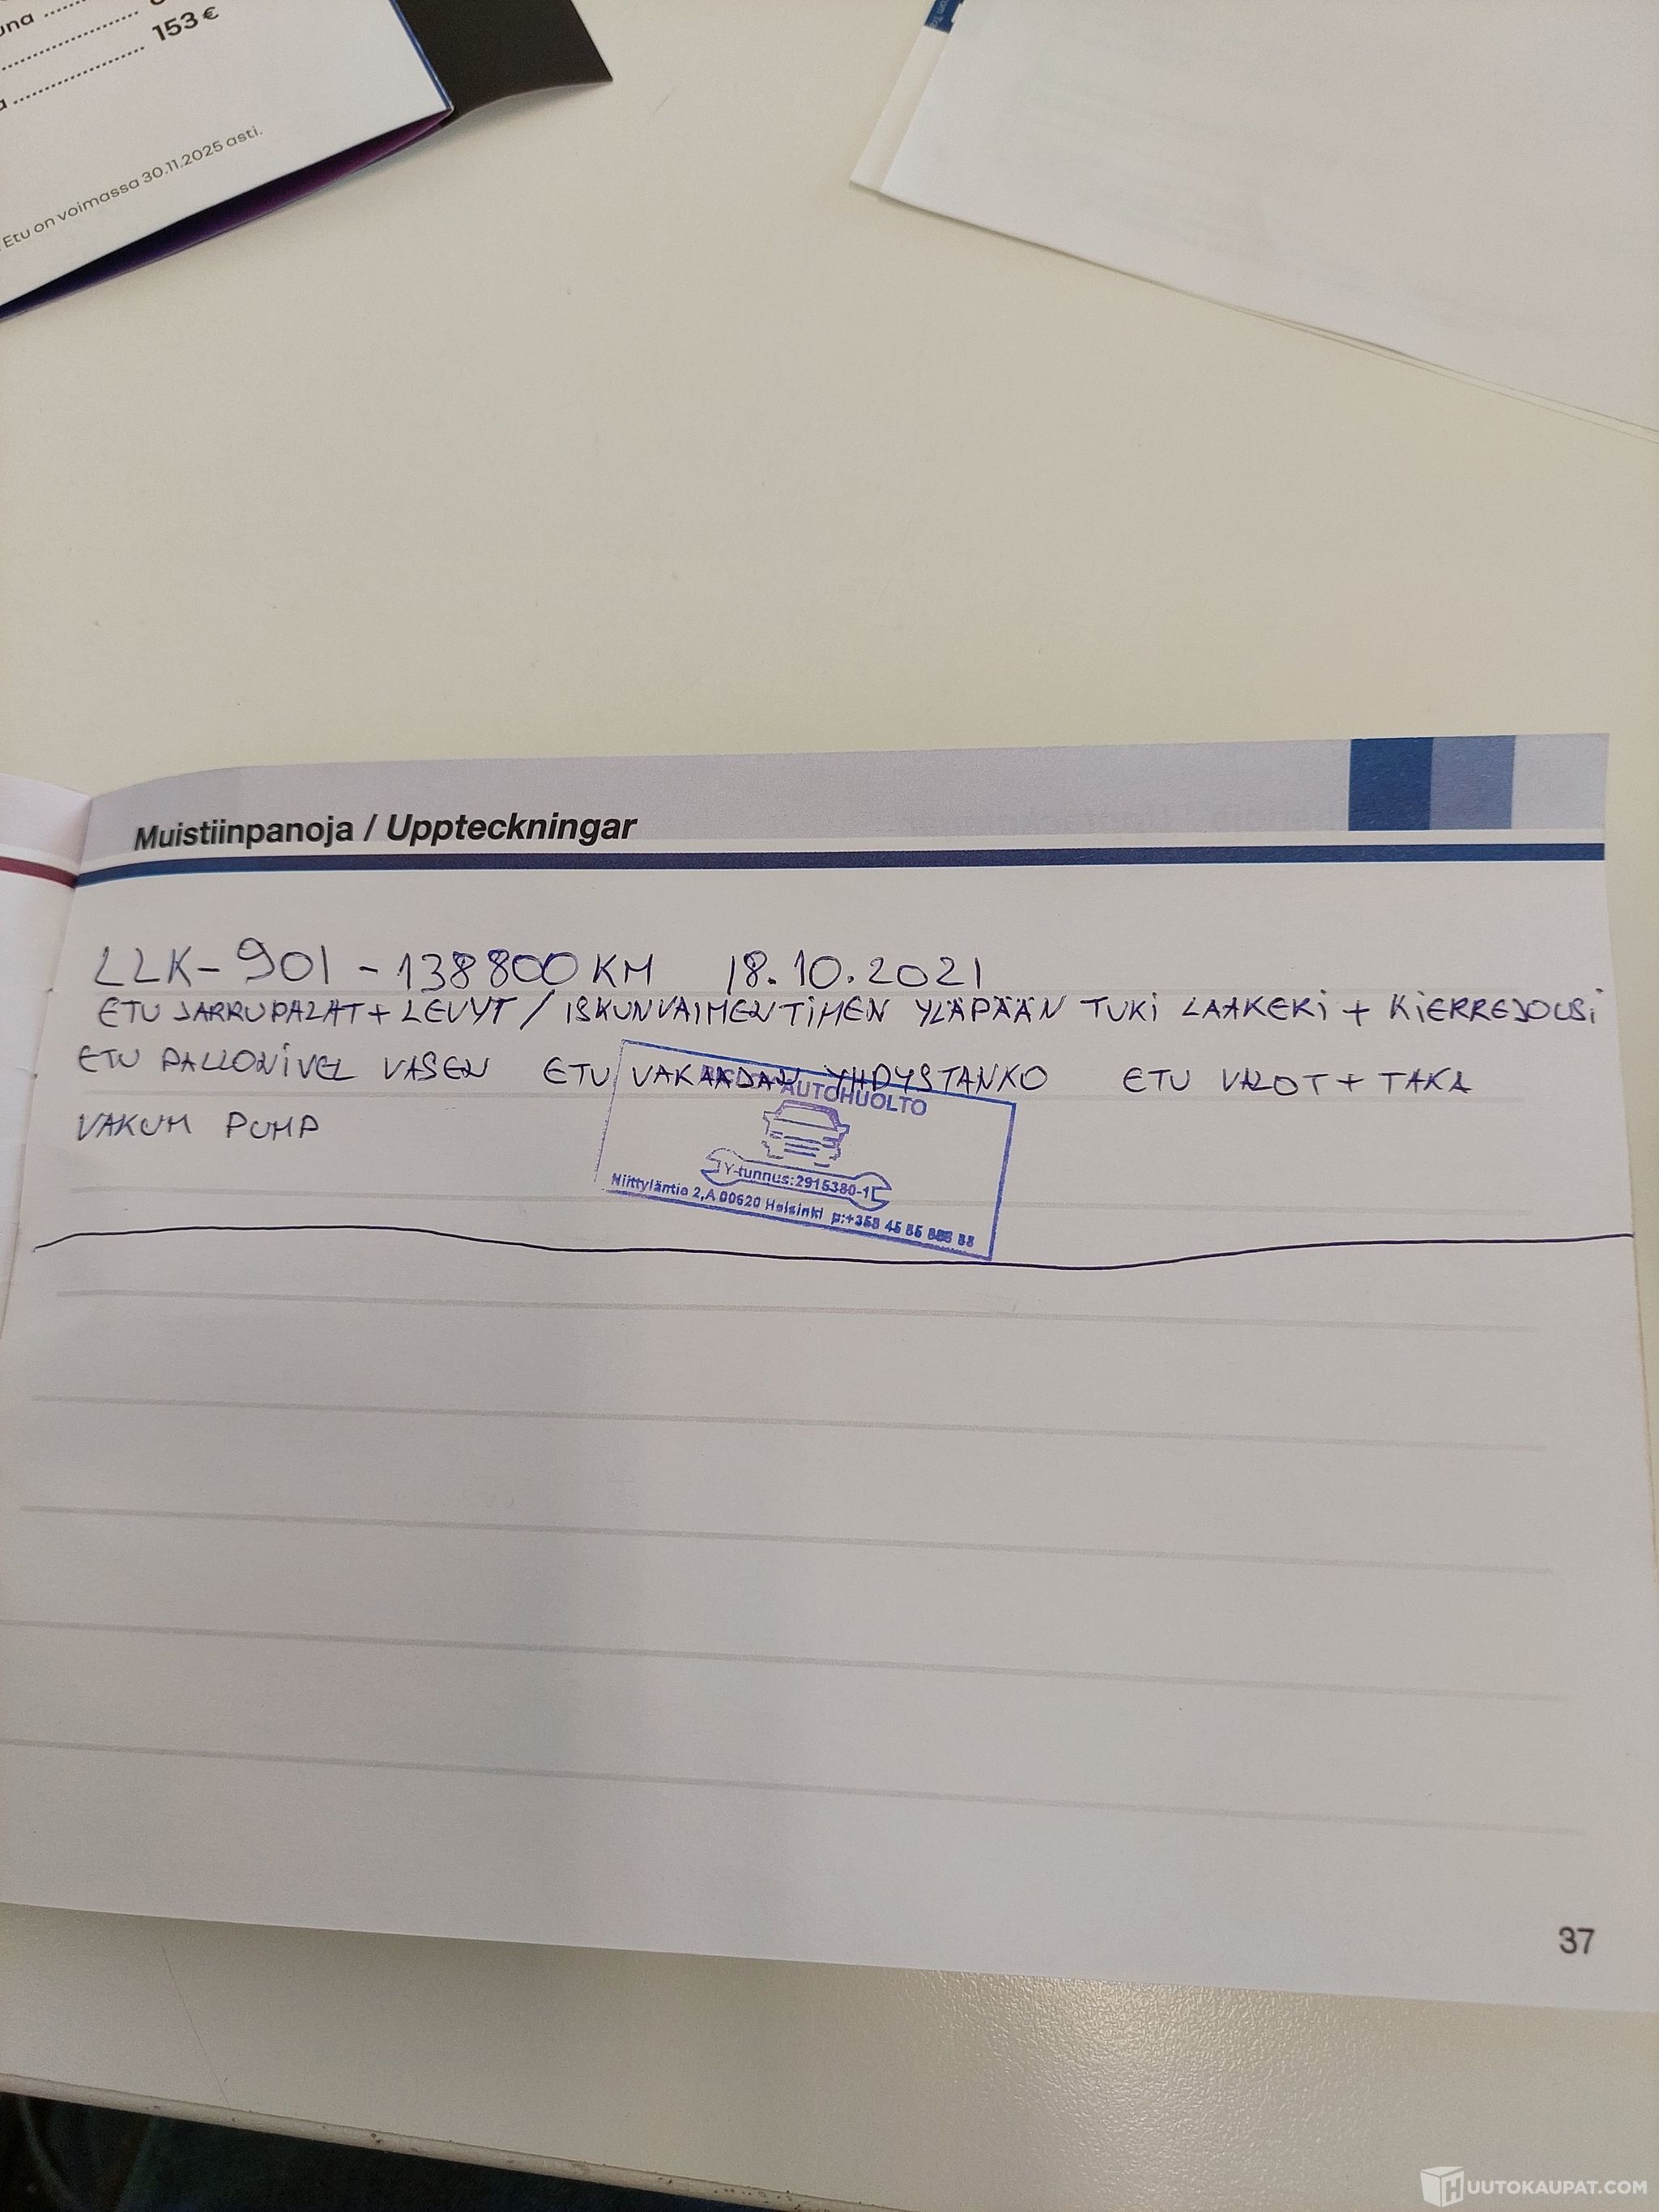 153 €
Etu on voimassa 30.11.2025 asti.
Muistiinpanoja / Uppteckningar
LLK-901 - 138800 KM 18.10.2021
ETU JARRUPALAT + LEVYT / ISKUNVAIMENTIMEN YLÄPÄÄN TUKI LAAKERI + KIERREJOUSI
ETU PALLONIVEL VASEN ETU VAKAAJAN YHDYSTANKO ETU VALOT + TAKA
VAKUM PUMP
AUTOHUOLTO
Y-tunnus:2915380-1
Niittyläntie 2,A 00620 Helsinki p:+358 45
37
HUUTOKAUPAT.COM